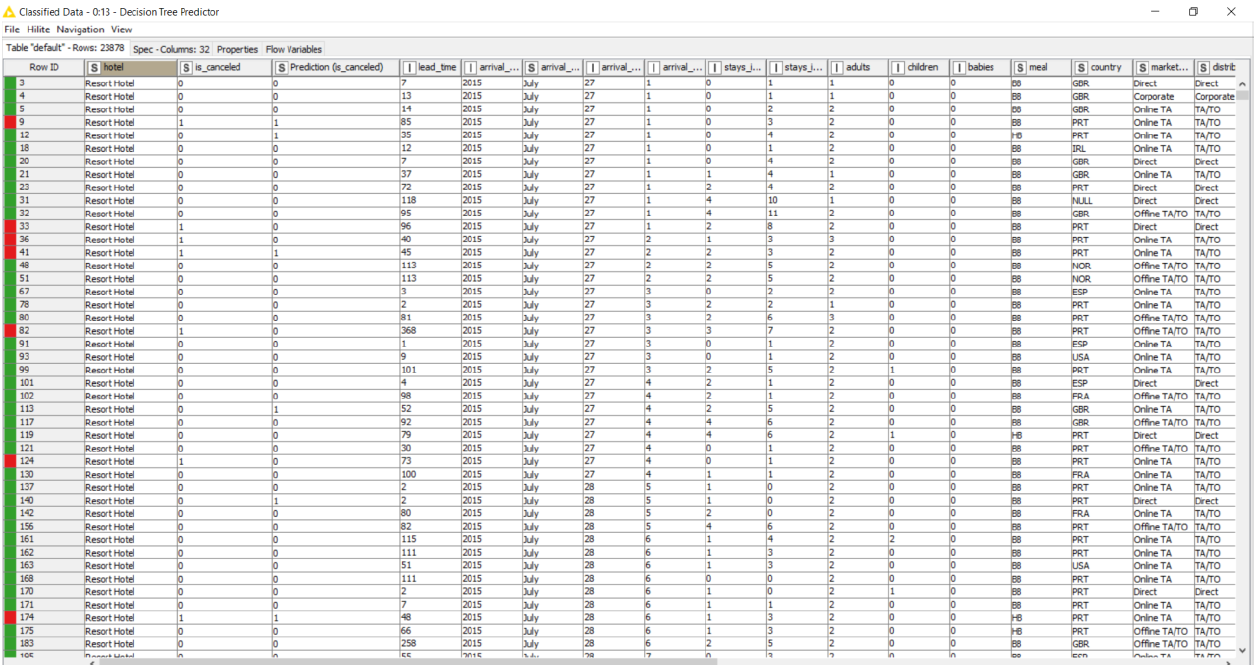 Classified Data - 0:13 - Decision Tree Predictor
File Hilite Navigation View
Table "default" - Rows: 23878 Spec - Columns: 32 Properties Flow Variables
Row ID S hotel S is_canceled S Prediction (is_canceled) I lead_time I arrival_... S arrival_... I arrival_... I arrival_... I stays_i... I stays_i... I adults I children I babies S meal S country S market... S distrib
3 Resort Hotel 0 0 7 2015 July 27 1 0 1 1 0 0 BB GBR Direct Direct
4 Resort Hotel 0 0 13 2015 July 27 1 0 1 1 0 0 BB GBR Corporate Corporate
5 Resort Hotel 0 0 14 2015 July 27 1 0 2 2 0 0 BB GBR Online TA TA/TO
9 Resort Hotel 1 1 85 2015 July 27 1 0 3 2 0 0 BB PRT Online TA TA/TO
12 Resort Hotel 0 1 35 2015 July 27 1 0 4 2 0 0 HB PRT Online TA TA/TO
18 Resort Hotel 0 0 12 2015 July 27 1 0 1 2 0 0 BB IRL Online TA TA/TO
20 Resort Hotel 0 0 7 2015 July 27 1 0 4 2 0 0 BB GBR Direct Direct
21 Resort Hotel 0 0 37 2015 July 27 1 1 4 1 0 0 BB GBR Online TA TA/TO
23 Resort Hotel 0 0 72 2015 July 27 1 2 4 2 0 0 BB PRT Direct Direct
31 Resort Hotel 0 0 118 2015 July 27 1 4 10 1 0 0 BB NULL Direct Direct
32 Resort Hotel 0 0 95 2015 July 27 1 4 11 2 0 0 BB GBR Offline TA/TO TA/TO
33 Resort Hotel 1 0 96 2015 July 27 1 2 8 2 0 0 BB PRT Direct Direct
36 Resort Hotel 1 0 40 2015 July 27 2 1 3 3 0 0 BB PRT Online TA TA/TO
41 Resort Hotel 1 1 45 2015 July 27 2 2 3 2 0 0 BB PRT Online TA TA/TO
48 Resort Hotel 0 0 113 2015 July 27 2 2 5 2 0 0 BB NOR Offline TA/TO TA/TO
51 Resort Hotel 0 0 113 2015 July 27 2 2 5 2 0 0 BB NOR Offline TA/TO TA/TO
67 Resort Hotel 0 0 3 2015 July 27 3 0 2 2 0 0 BB ESP Online TA TA/TO
78 Resort Hotel 0 0 2 2015 July 27 3 2 2 1 0 0 BB PRT Online TA TA/TO
80 Resort Hotel 0 0 81 2015 July 27 3 2 6 3 0 0 BB PRT Offline TA/TO TA/TO
82 Resort Hotel 1 0 368 2015 July 27 3 3 7 2 0 0 BB PRT Offline TA/TO TA/TO
91 Resort Hotel 0 0 1 2015 July 27 3 0 1 2 0 0 BB ESP Online TA TA/TO
93 Resort Hotel 0 0 9 2015 July 27 3 0 1 2 0 0 BB USA Online TA TA/TO
99 Resort Hotel 0 0 101 2015 July 27 3 2 5 2 1 0 BB PRT Online TA TA/TO
101 Resort Hotel 0 0 4 2015 July 27 4 2 1 2 0 0 BB ESP Direct Direct
102 Resort Hotel 0 0 98 2015 July 27 4 2 1 2 0 0 BB FRA Offline TA/TO TA/TO
113 Resort Hotel 0 1 52 2015 July 27 4 2 5 2 0 0 BB GBR Online TA TA/TO
117 Resort Hotel 0 0 92 2015 July 27 4 4 6 2 0 0 BB GBR Offline TA/TO TA/TO
119 Resort Hotel 0 0 79 2015 July 27 4 4 6 2 1 0 HB PRT Direct Direct
121 Resort Hotel 0 0 30 2015 July 27 4 0 1 2 0 0 BB PRT Offline TA/TO TA/TO
124 Resort Hotel 1 0 73 2015 July 27 4 0 1 2 0 0 BB PRT Online TA TA/TO
130 Resort Hotel 0 0 100 2015 July 27 4 1 1 2 0 0 BB FRA Online TA TA/TO
137 Resort Hotel 0 0 2 2015 July 28 5 1 0 2 0 0 BB PRT Online TA TA/TO
140 Resort Hotel 0 1 2 2015 July 28 5 1 0 2 0 0 BB PRT Direct Direct
142 Resort Hotel 0 0 80 2015 July 28 5 2 0 2 0 0 BB FRA Online TA TA/TO
156 Resort Hotel 0 0 82 2015 July 28 5 4 6 2 0 0 BB PRT Offline TA/TO TA/TO
161 Resort Hotel 0 0 115 2015 July 28 6 1 4 2 2 0 BB PRT Online TA TA/TO
162 Resort Hotel 0 0 111 2015 July 28 6 1 3 2 0 0 BB PRT Online TA TA/TO
163 Resort Hotel 0 0 51 2015 July 28 6 1 3 2 0 0 BB USA Online TA TA/TO
168 Resort Hotel 0 0 111 2015 July 28 6 0 0 2 0 0 BB PRT Online TA TA/TO
170 Resort Hotel 0 0 2 2015 July 28 6 1 0 2 1 0 BB PRT Direct Direct
171 Resort Hotel 0 0 7 2015 July 28 6 1 1 2 0 0 BB PRT Online TA TA/TO
174 Resort Hotel 1 1 48 2015 July 28 6 1 3 2 0 0 HB PRT Online TA TA/TO
175 Resort Hotel 0 0 66 2015 July 28 6 1 3 2 0 0 HB PRT Offline TA/TO TA/TO
183 Resort Hotel 0 0 258 2015 July 28 6 2 5 2 0 0 BB GBR Offline TA/TO TA/TO
195 Resort Hotel 0 0 55 2015 July 28 7 0 3 2 0 0 BB ESP Online TA TA/TO